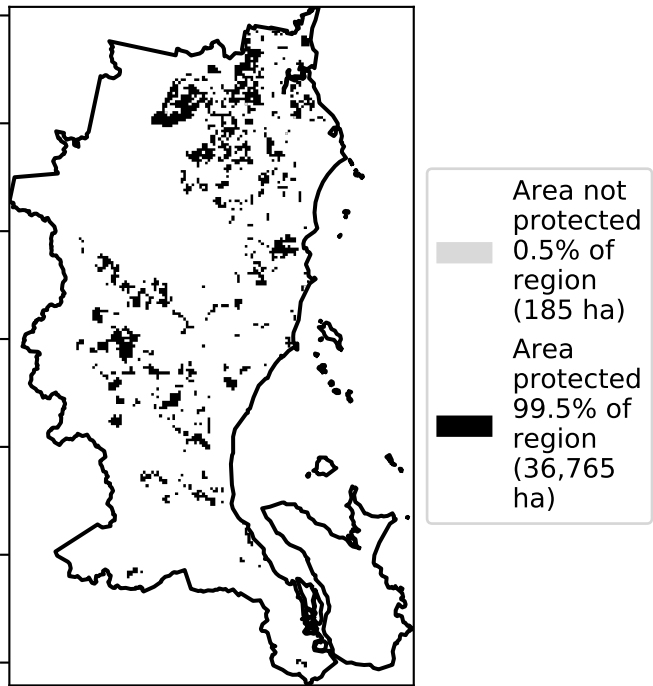 Area not
protected
0.5% of
region
(185 ha)
Area
protected
99.5% of
region
(36,765
ha)